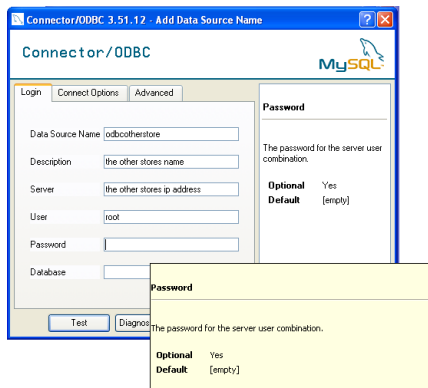 Connector/ODBC 3.51.12 - Add Data Source Name
Connector/ODBC
MySQL
Login Connect Options Advanced
Data Source Name odbcotherstore
Description the other stores name
Server the other stores ip address
User root
Password
Database
Test
Diagnos
Password
The password for the server user
combination.
Optional Yes
Default [empty]
Password
The password for the server user combination.
Optional Yes
Default [empty]